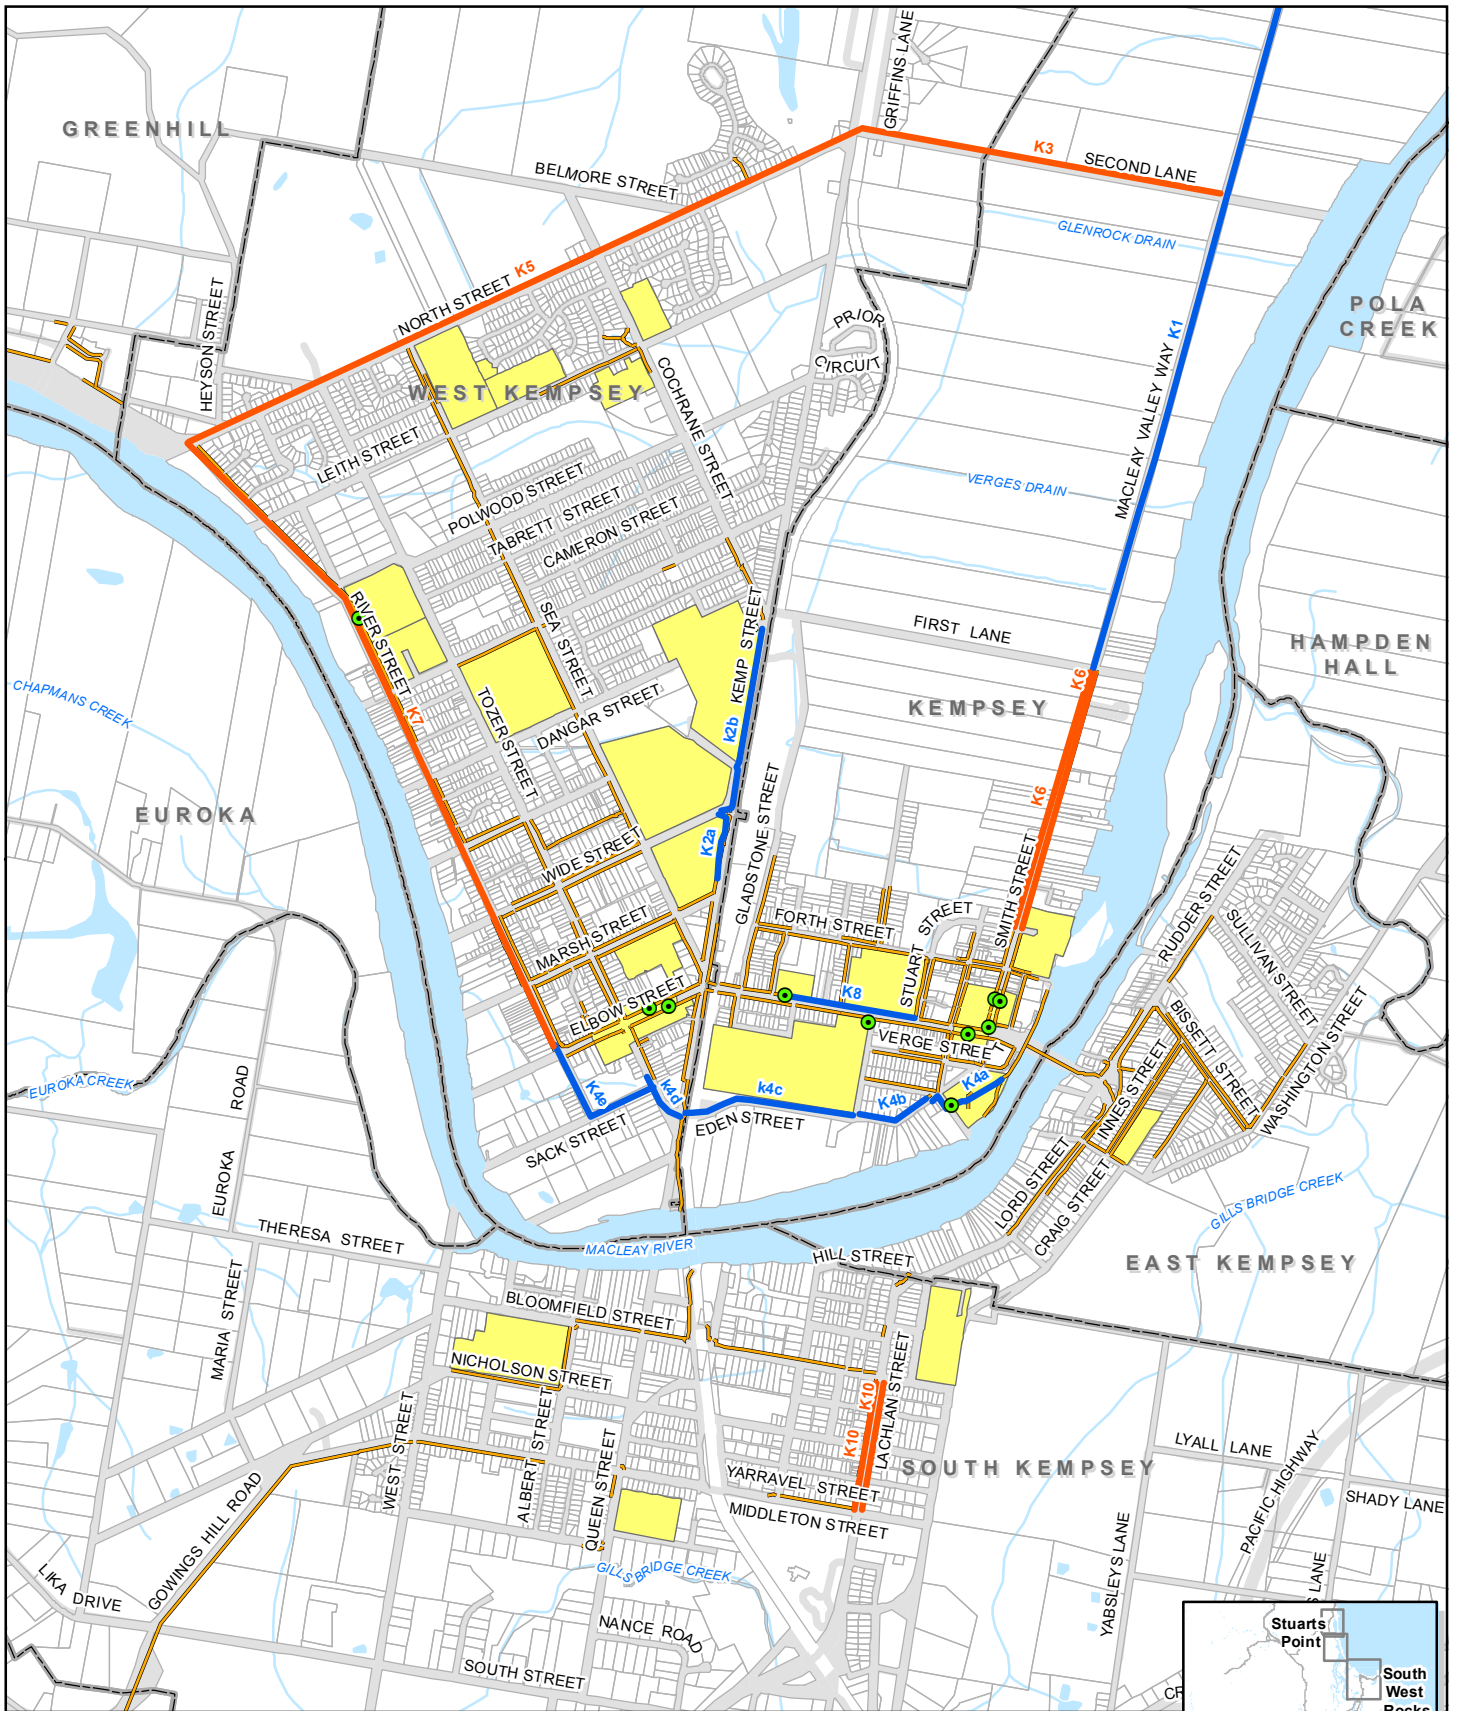 GRIFFINS LANE
GREENHILL
BELMORE STREET
K3
SECOND LANE
GLENROCK DRAIN
HEYSON STREET
NORTH STREET
K5
POLA
CREEK
PRIOR
CIRCUIT
MACLEAY VALLEY WAY
K1
WEST KEMPSEY
COCHRANE STREET
LEITH STREET
POLWOOD STREET
TABRETT STREET
CAMERON STREET
VERGES DRAIN
RIVER STREET
SEA STREET
KEMP STREET
FIRST LANE
HAMPDEN
HALL
CHAPMANS CREEK
K7
TOZER STREET
DANGAR STREET
k2b
KEMPSEY
K6
K6
EUROKA
GLADSTONE STREET
K2a
WIDE STREET
SMITH STREET
RUDDER STREET
SULLIVAN STREET
MARSH STREET
FORTH STREET
STUART STREET
ELBOW STREET
K8
VERGE STREET
BISSETT STREET
WASHINGTON STREET
INNES STREET
EUROKA CREEK
EUROKA ROAD
K4e
k4d
k4c
K4b
K4a
EDEN STREET
SACK STREET
LORD STREET
CRAIG STREET
GILLS BRIDGE CREEK
THERESA STREET
MACLEAY RIVER
HILL STREET
EAST KEMPSEY
MARIA STREET
BLOOMFIELD STREET
NICHOLSON STREET
LACHLAN STREET
K10
K10
WEST STREET
ALBERT STREET
QUEEN STREET
YARRAVEL STREET
MIDDLETON STREET
SOUTH KEMPSEY
LYALL LANE
PACIFIC HIGHWAY
SHADY LANE
GOWINGS HILL ROAD
LIKA DRIVE
GILLS BRIDGE CREEK
NANCE ROAD
SOUTH STREET
YABSLEYS LANE
S LANE
CR
Stuarts
Point
South
West
Rocks